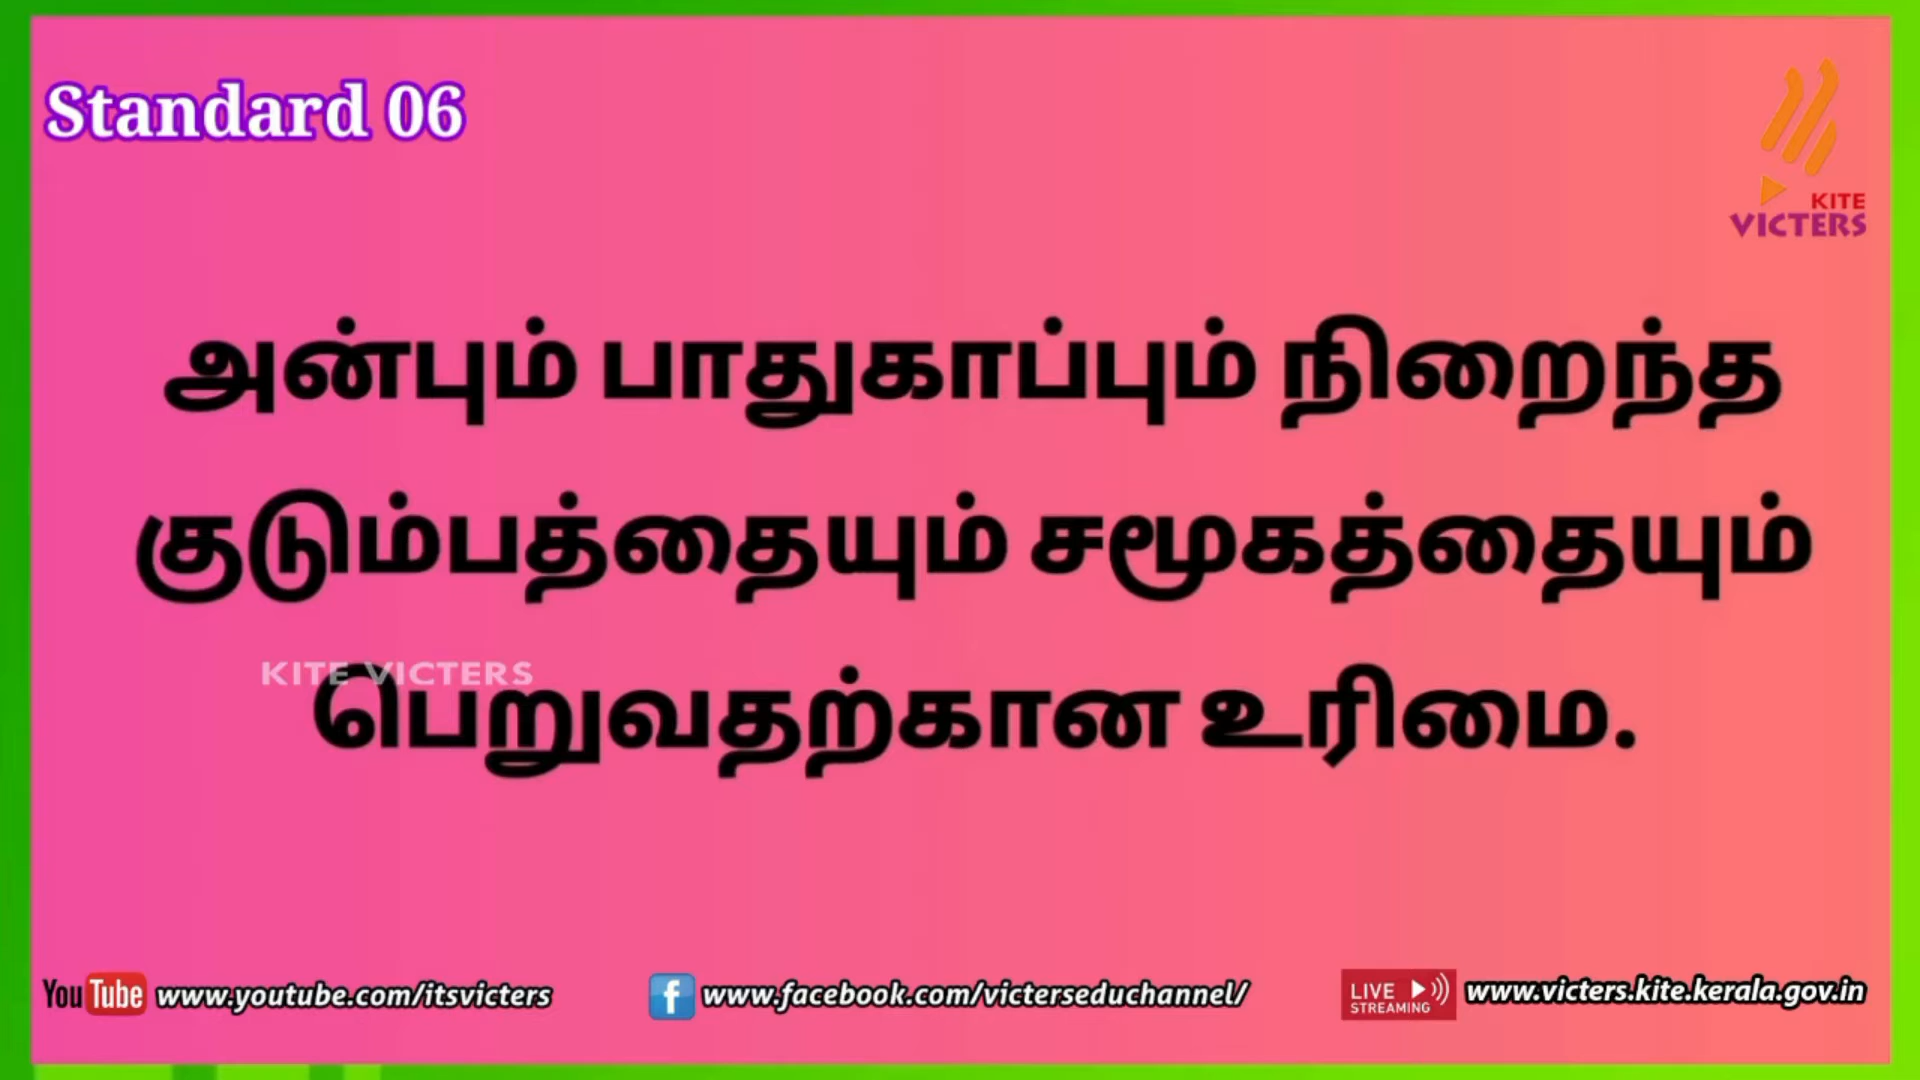 Standard 06
KITE
VICTERS
அன்பும் பாதுகாப்பும் நிறைந்த
குடும்பத்தையும் சமூகத்தையும்
KITE VICTERS
பெறுவதற்கான உரிமை.
YouTube www.youtube.com/itsvicters
f www.facebook.com/victerseduchannel/
LIVE
STREAMING
www.victers.kite.kerala.gov.in